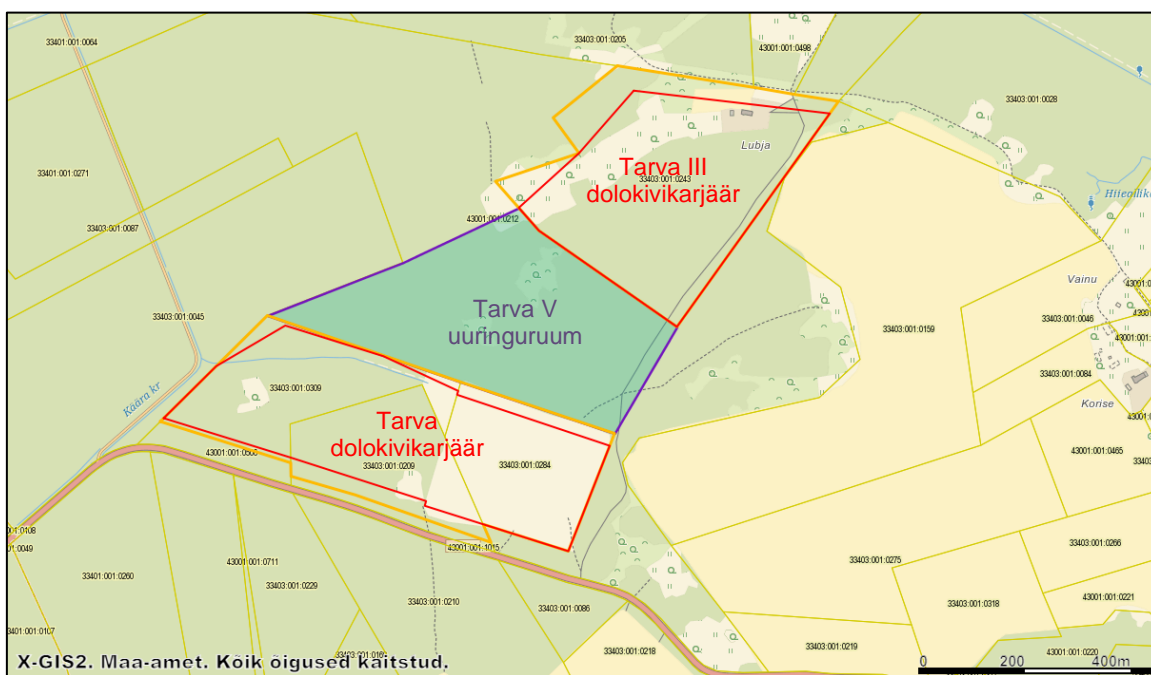 33401:001:0064
33403:001:0205
43001:001:0498
33403:001:0028
Lubja
Tarva III
33403:001:0243
dolokivikarjäär
33401:001:0271
43001:001:0212
33403:001:0087
Vainu
Tarva V
uuringuruum
33403:001:0045
33403:001:0046
33403:001:0159
33403:001:0084
Käära kr
33403:001:0309
Korise
Tarva
dolokivikarjäär
43001:001:0465
33403:001:0209
33403:001:0284
43001:001:1015
33403:001:0266
33401:001:0260
43001:001:0711
33403:001:0275
33403:001:0229
43001:001:0221
33403:001:0210
33403:001:0086
33403:001:0318
33403:001:0218
33403:001:0219
43001:001:0220
X-GIS2. Maa-amet. Kõik õigused kaitstud.
0 200 400m